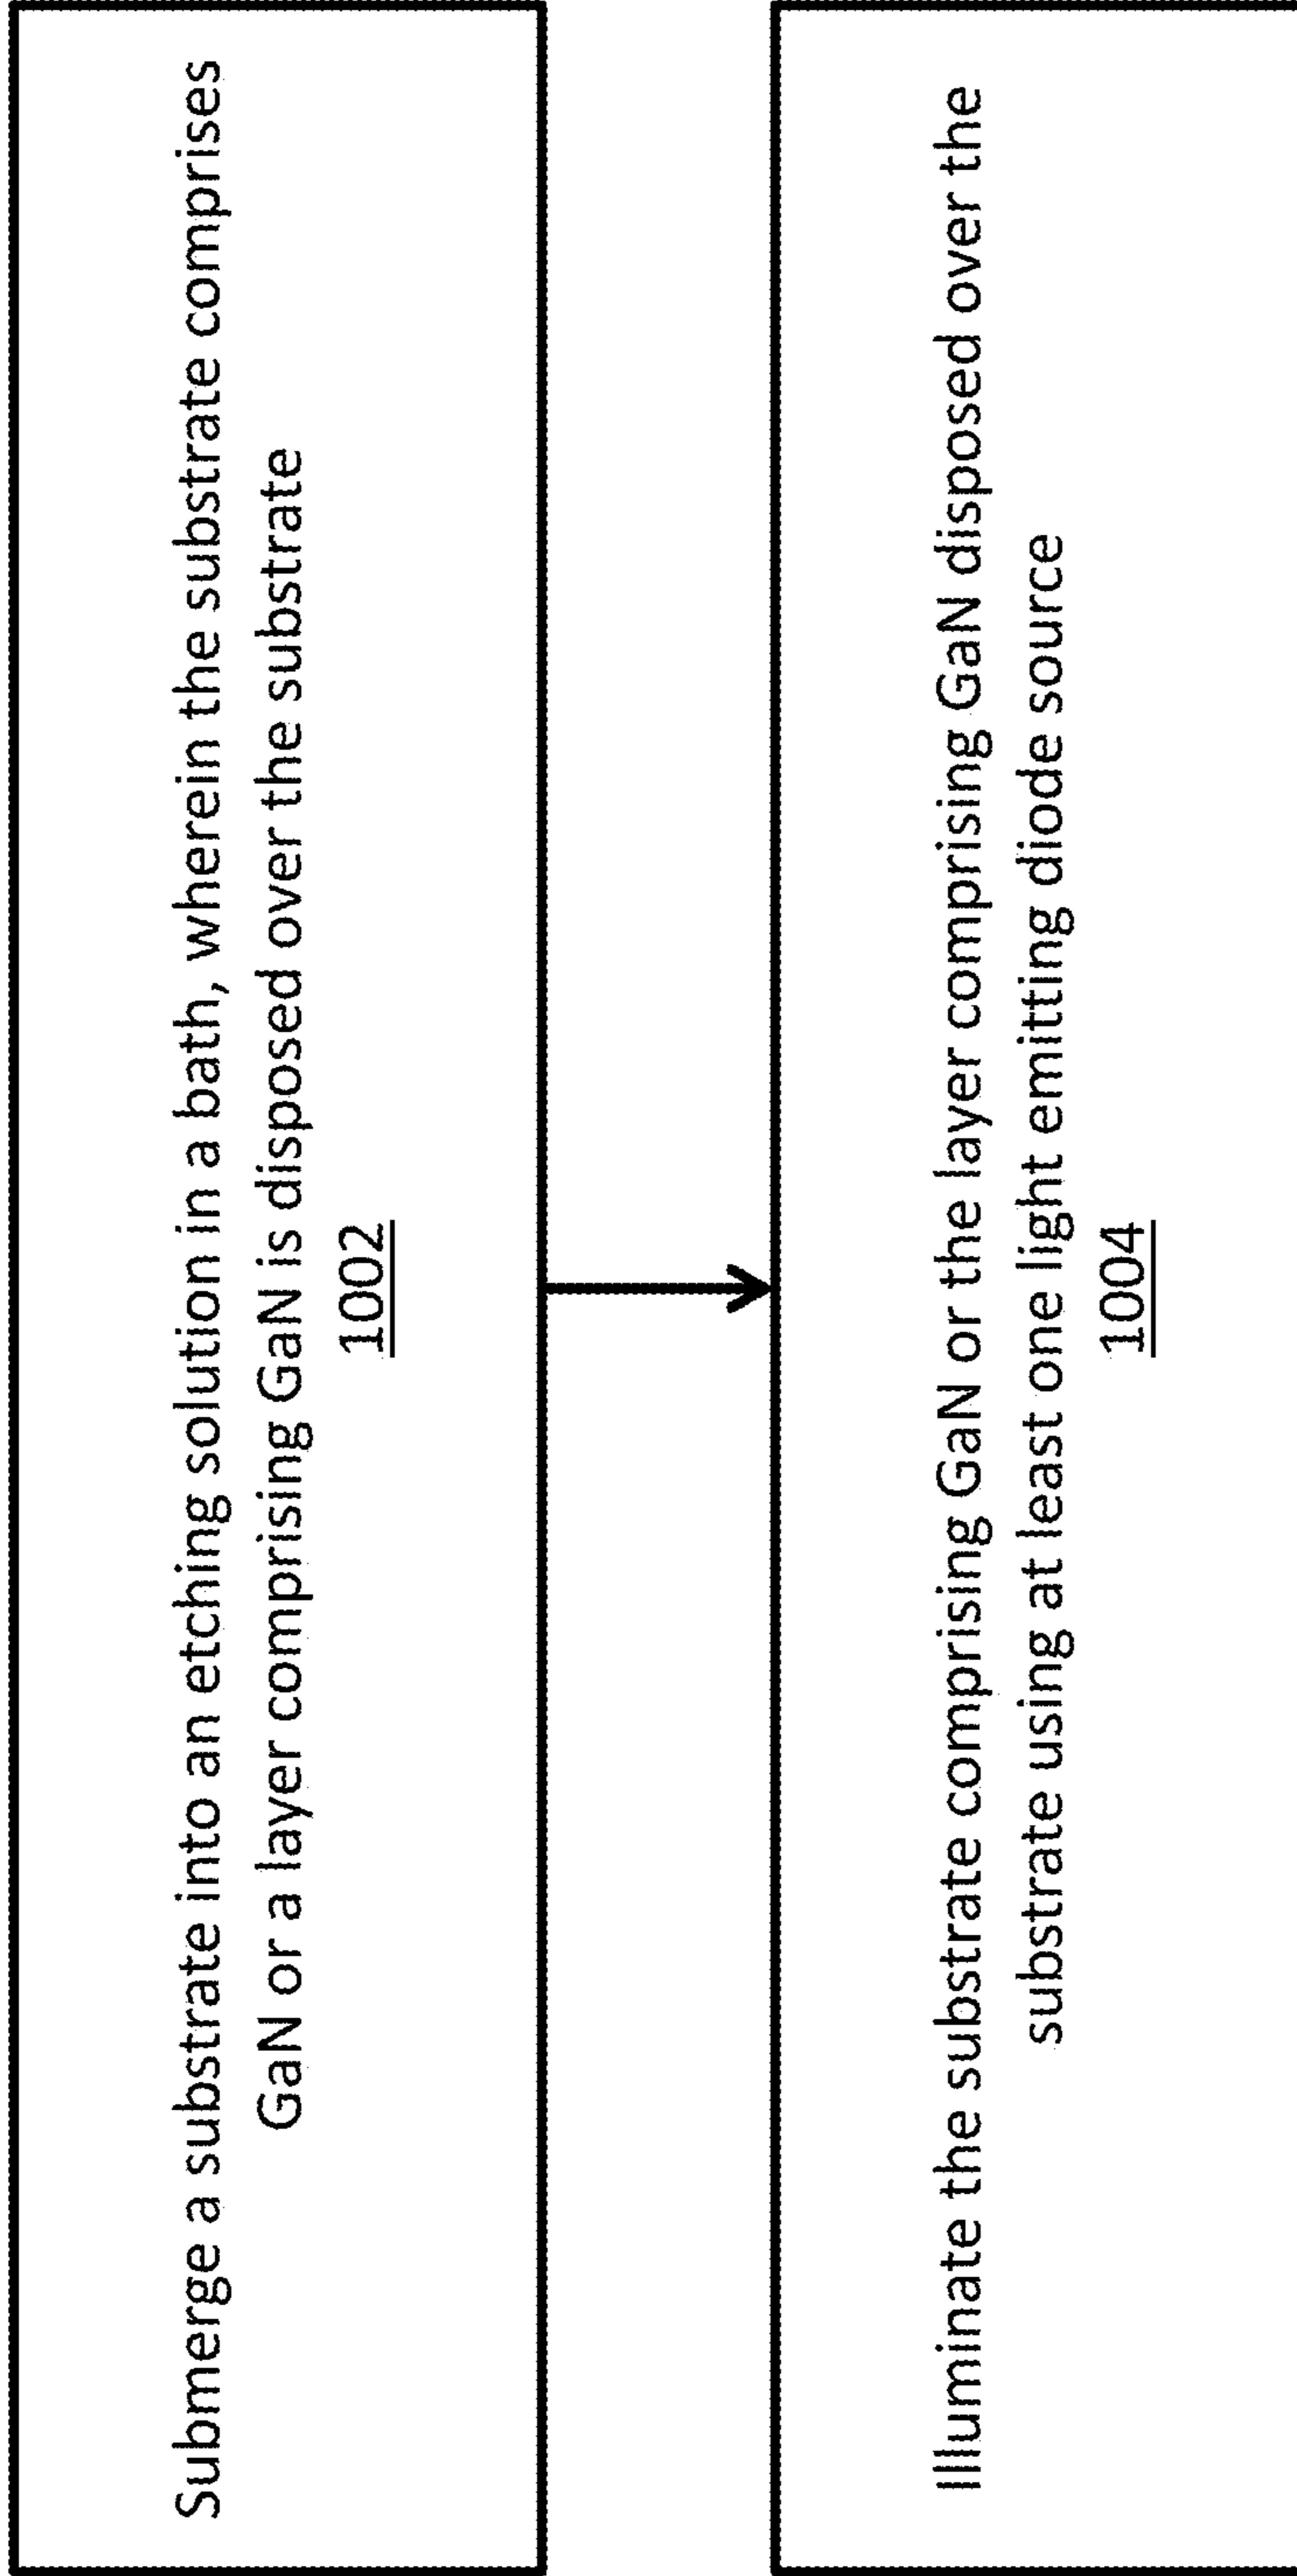 Submerge a substrate into an etching solution in a bath, wherein the substrate comprises
GaN or a layer comprising GaN is disposed over the substrate
1002
Illuminate the substrate comprising GaN or the layer comprising GaN disposed over the
substrate using at least one light emitting diode source
1004